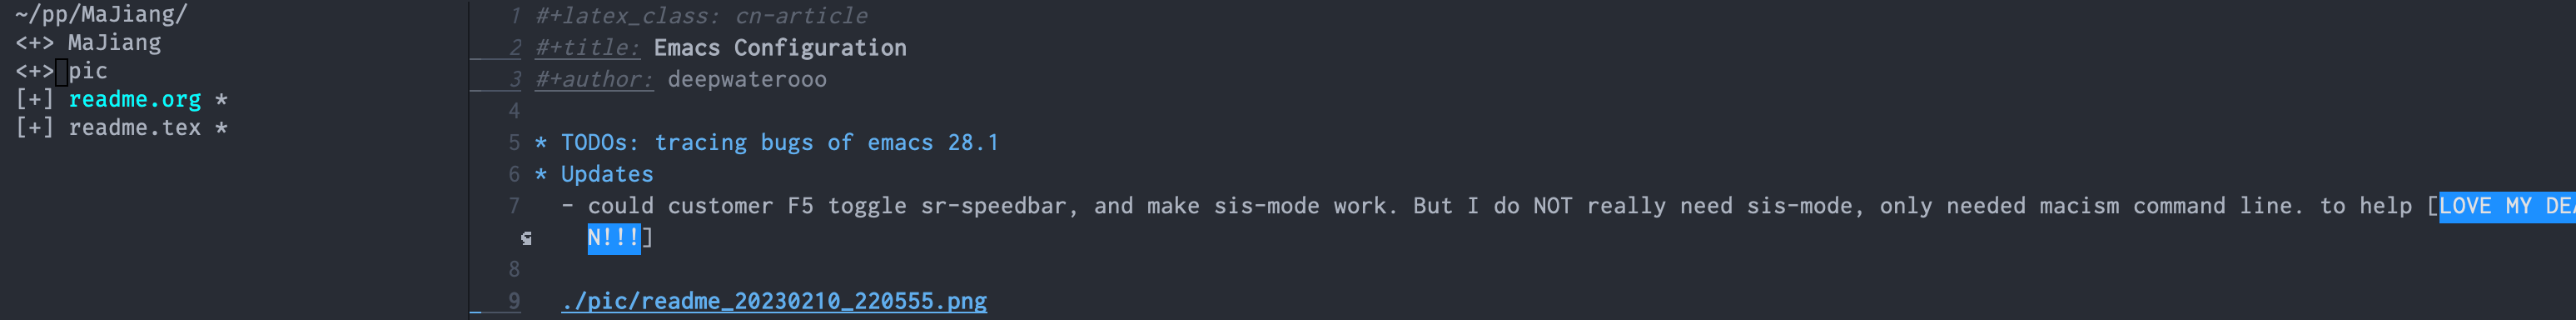 ~/pp/MaJiang/
<+> MaJiang
<+> pic
[+] readme.org *
[+] readme.tex *
1 #+latex_class: cn-article
2 #+title: Emacs Configuration
3 #+author: deepwaterooo
4
5 * TODOs: tracing bugs of emacs 28.1
6 * Updates
7 - could customer F5 toggle sr-speedbar, and make sis-mode work. But I do NOT really need sis-mode, only needed macism command line. to help [LOVE MY DEA
N!!!]
8
9 ./pic/readme_20230210_220555.png